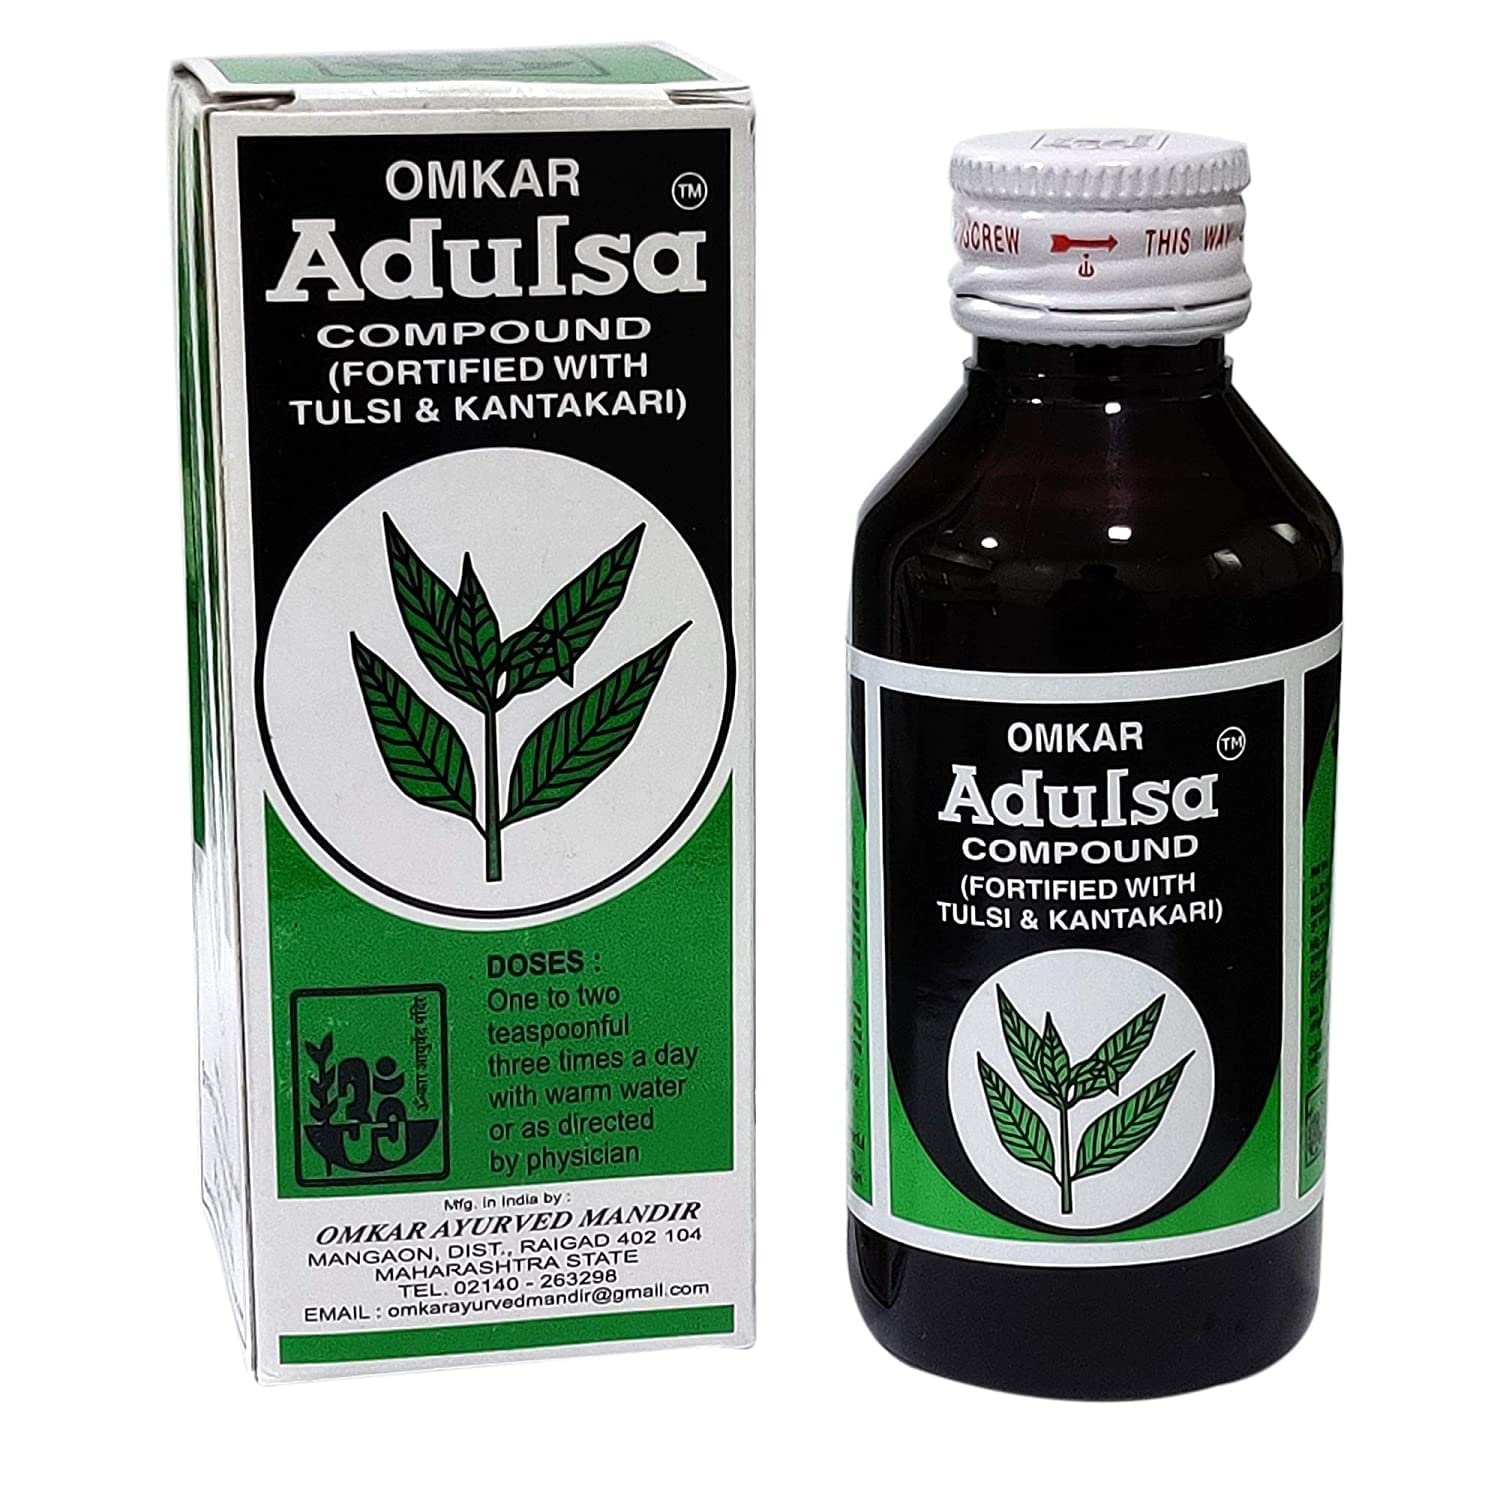 OMKAR
Adulsa
TM
COMPOUND
(FORTIFIED WITH
TULSI & KANTAKARI)
DOSES :
One to two
teaspoonful
three times a day
with warm water
or as directed
by physician
ॐकार आयुर्वेद मंदिर
Mfg. in India by :
OMKAR AYURVED MANDIR
MANGAON, DIST., RAIGAD 402 104
MAHARASHTRA STATE
TEL. 02140 - 263298
EMAIL : omkarayurvedmandir@gmail.com
THIS WAY
OMKAR
Adulsa
TM
COMPOUND
(FORTIFIED WITH
TULSI & KANTAKARI)